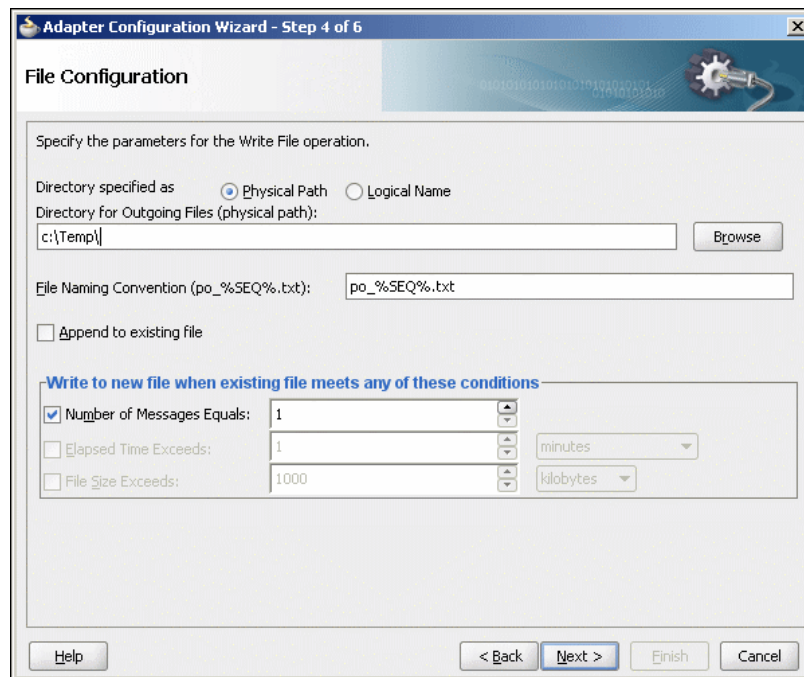 Adapter Configuration Wizard - Step 4 of 6
File Configuration
Specify the parameters for the Write File operation.
Directory specified as Physical Path Logical Name
Directory for Outgoing Files (physical path):
c:\Temp\ Browse
File Naming Convention (po_%SEQ%.txt): po_%SEQ%.txt
Append to existing file
Write to new file when existing file meets any of these conditions
Number of Messages Equals: 1
Elapsed Time Exceeds: 1 minutes
File Size Exceeds: 1000 kilobytes
Help < Back Next > Finish Cancel